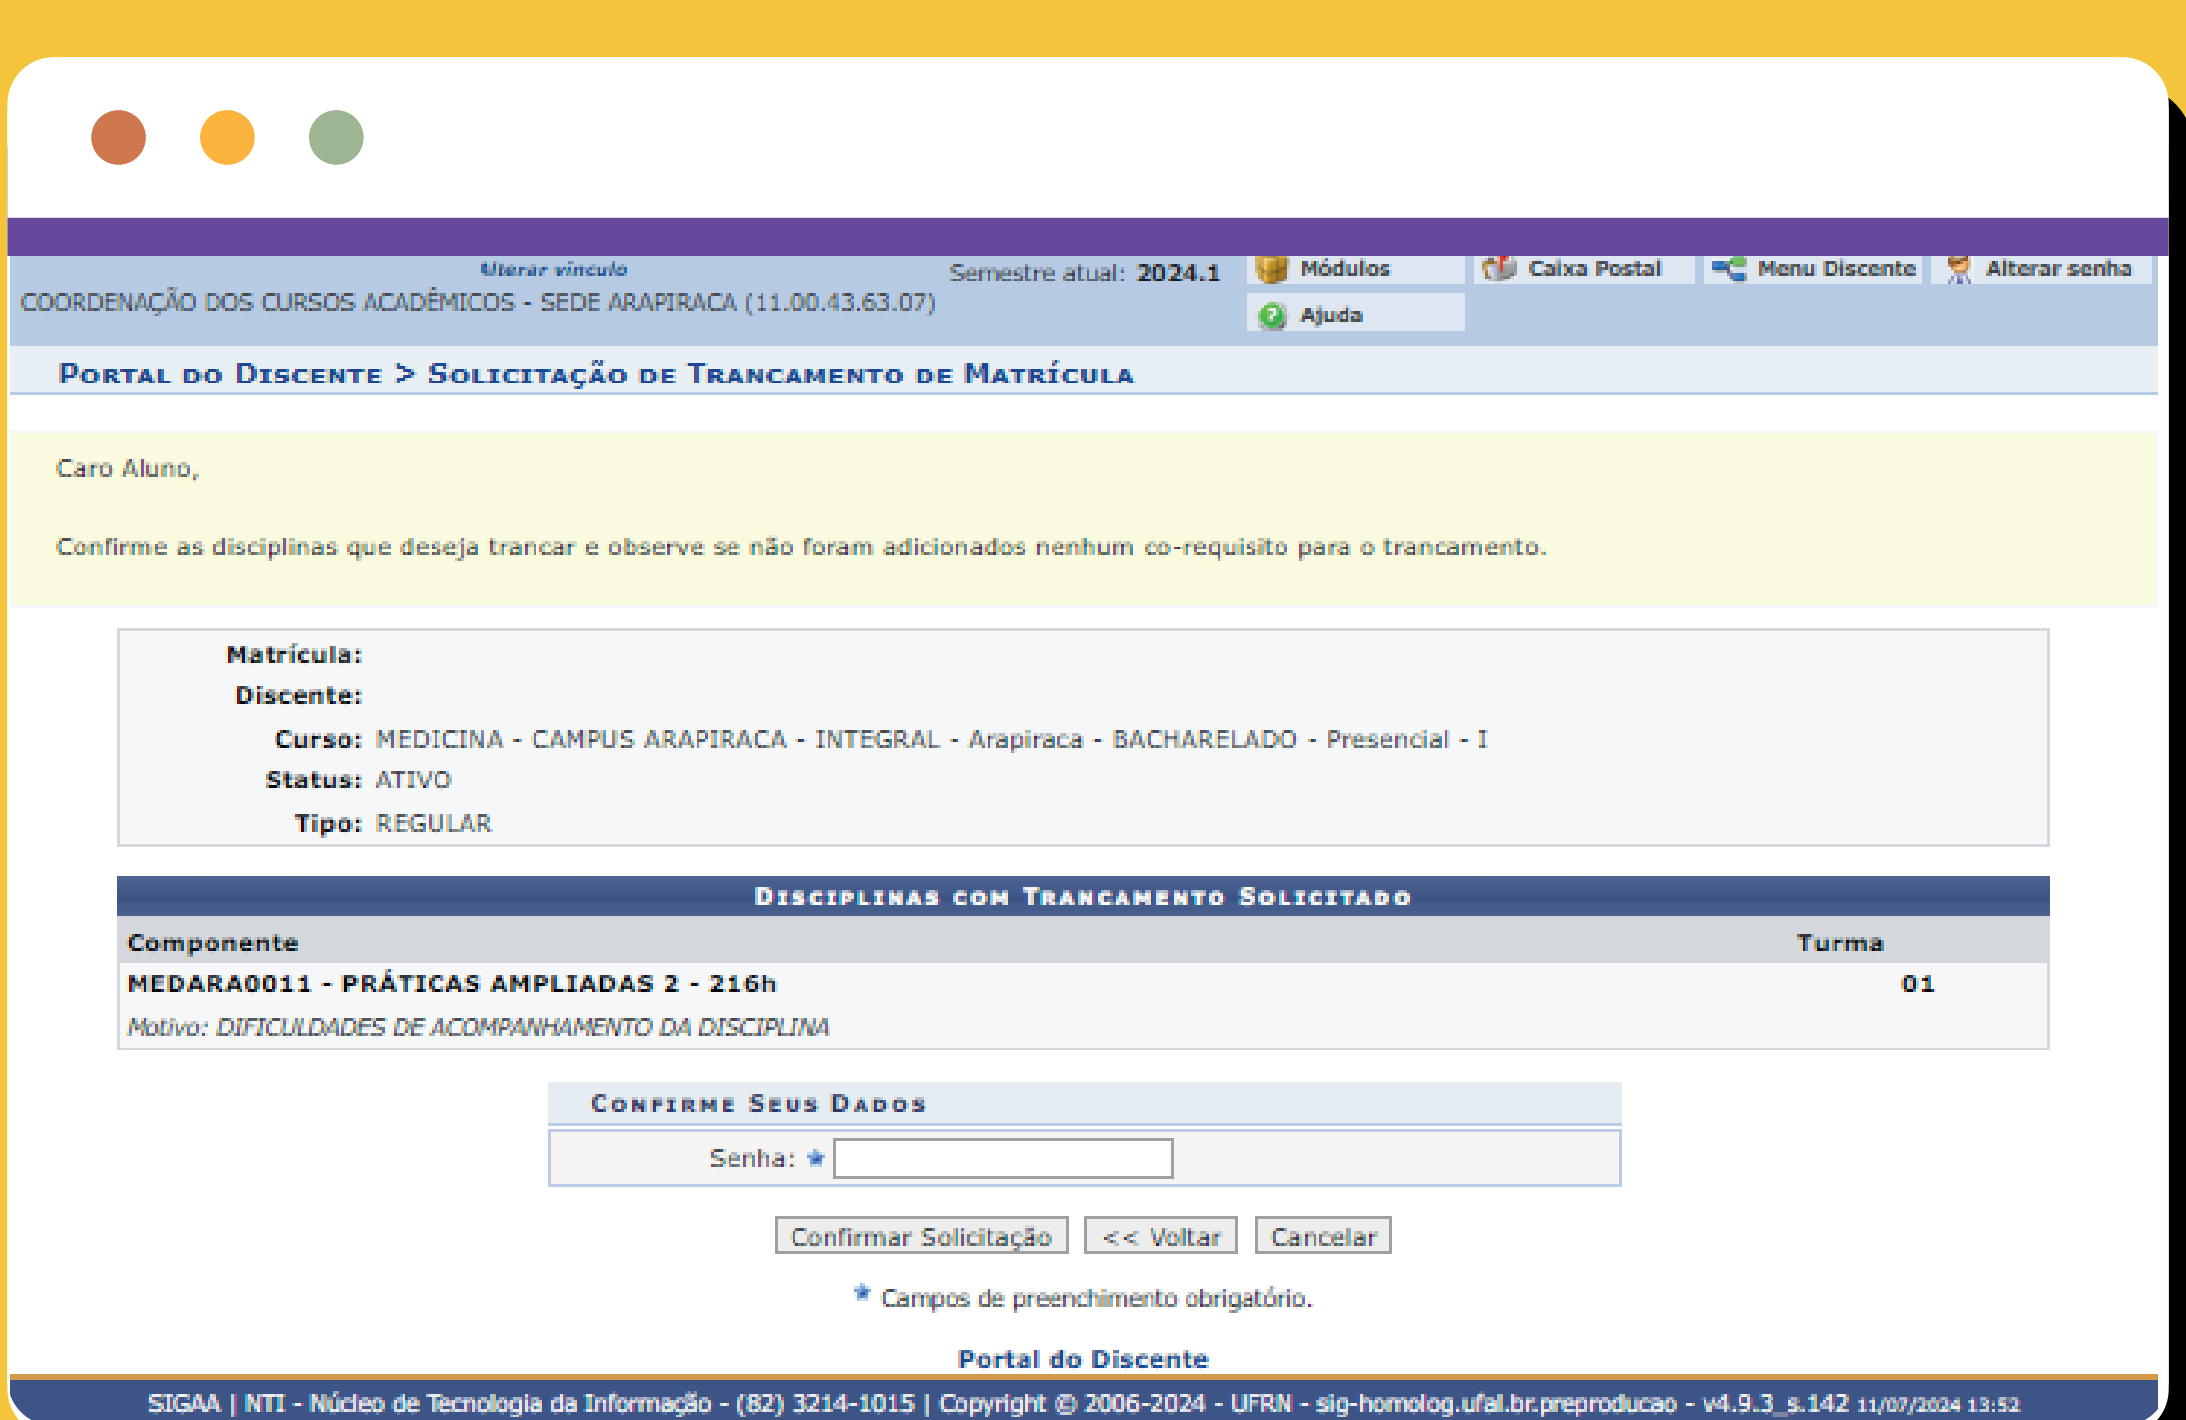 Alterar vínculo
Semestre atual: 2024.1
Módulos
Caixa Postal
Menu Discente
Alterar senha
COORDENAÇÃO DOS CURSOS ACADÊMICOS - SEDE ARAPIRACA (11.00.43.63.07)
Ajuda
PORTAL DO DISCENTE > SOLICITAÇÃO DE TRANCAMENTO DE MATRÍCULA
Caro Aluno,
Confirme as disciplinas que deseja trancar e observe se não foram adicionados nenhum co-requisito para o trancamento.
Matrícula:
Discente:
Curso: MEDICINA - CAMPUS ARAPIRACA - INTEGRAL - Arapiraca - BACHARELADO - Presencial - I
Status: ATIVO
Tipo: REGULAR
DISCIPLINAS COM TRANCAMENTO SOLICITADO
Componente Turma
MEDARA0011 - PRÁTICAS AMPLIADAS 2 - 216h 01
Motivo: DIFICULDADES DE ACOMPANHAMENTO DA DISCIPLINA
CONFIRME SEUS DADOS
Senha: ★
Confirmar Solicitação
<< Voltar
Cancelar
★ Campos de preenchimento obrigatório.
Portal do Discente
SIGAA | NTI - Núcleo de Tecnologia da Informação - (82) 3214-1015 | Copyright © 2006-2024 - UFRN - sig-homolog.ufal.br.preproducao - v4.9.3_s.142 11/07/2024 13:52